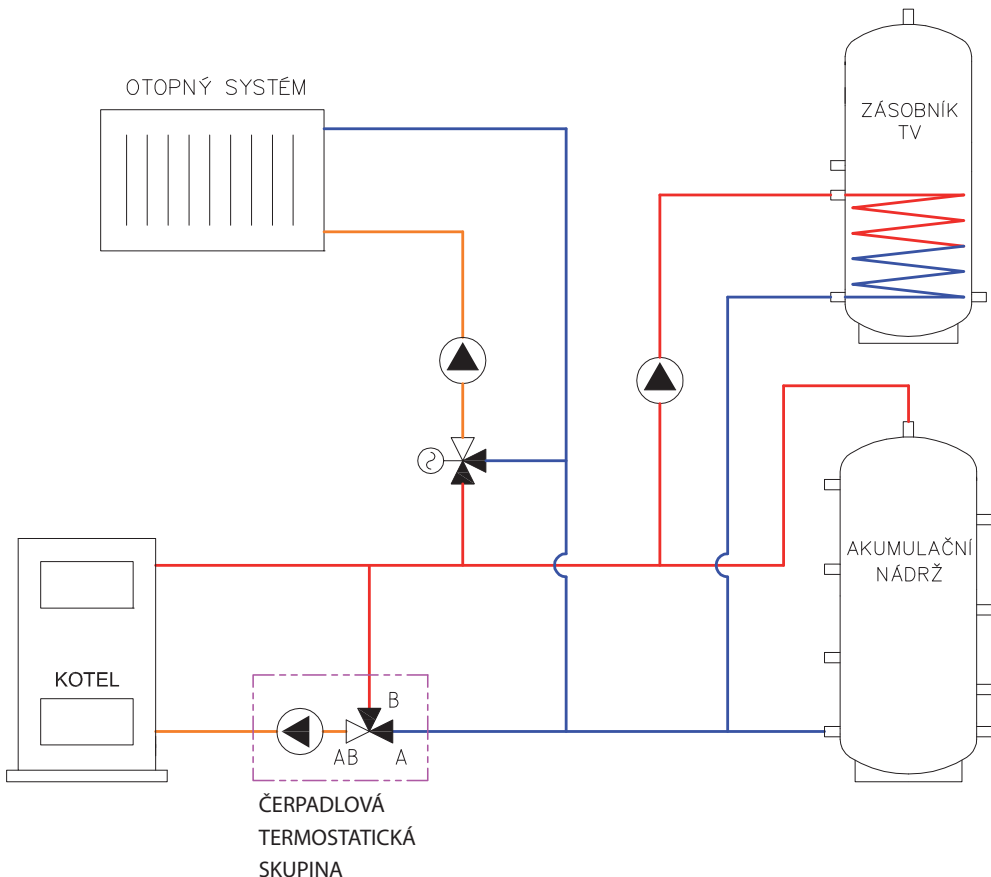 OTOPNÝ SYSTÉM
ZÁSOBNÍK
TV
AKUMULAČNÍ
NÁDRŽ
KOTEL
B
AB
A
ČERPADLOVÁ
TERMOSTATICKÁ
SKUPINA